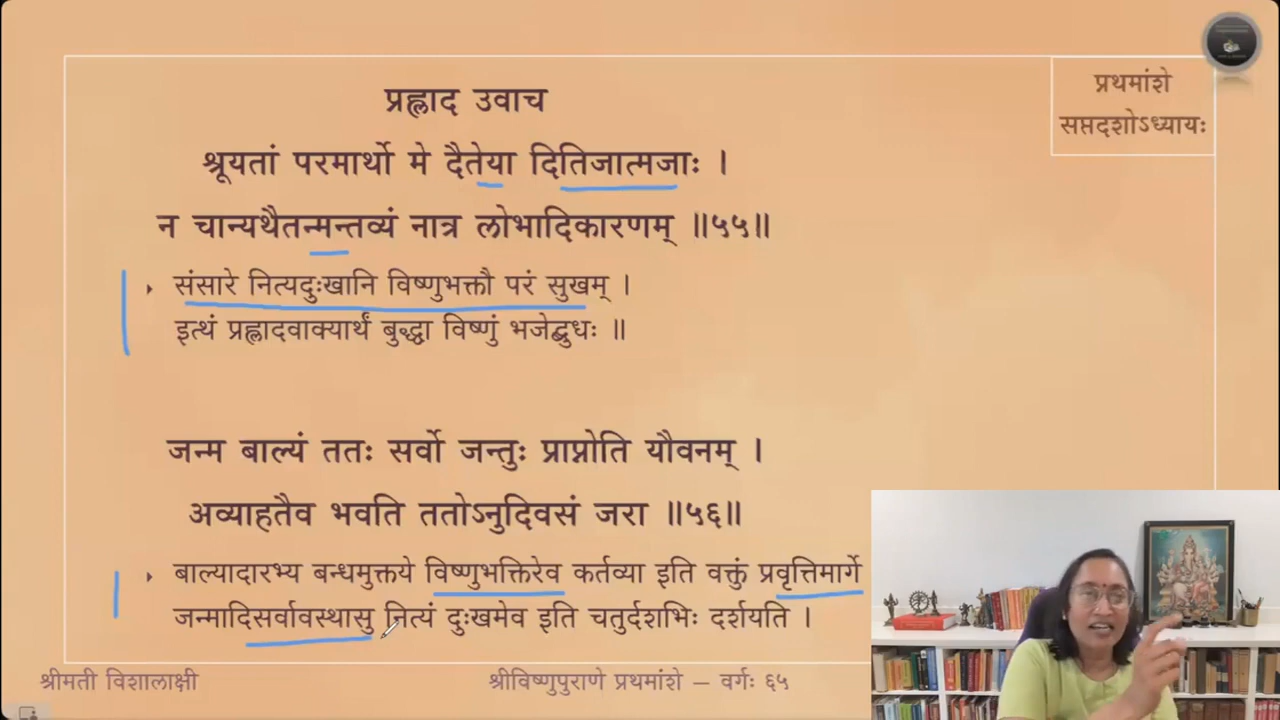 प्रह्लाद उवाच
प्रथमांशे
सप्तदशोऽध्यायः
श्रूयतां परमार्थो मे दैतेया दितिजात्मजाः ।
न चान्यथैतन्मन्तव्यं नात्र लोभादिकारणम् ॥५५॥
संसारे नित्यदुःखानि विष्णुभक्तौ परं सुखम् ।
इत्थं प्रह्लादवाक्यार्थं बुद्ध्वा विष्णुं भजेद्बुधः ॥
जन्म बाल्यं ततः सर्वो जन्तुः प्राप्नोति यौवनम् ।
अव्याहतैव भवति ततोऽनुदिवसं जरा ॥५६॥
बाल्यादारभ्य बन्धमुक्तये विष्णुभक्तिरेव कर्तव्या इति वक्तुं प्रवृत्तिमार्गे
जन्मादिसर्वावस्थासु नित्यं दुःखमेव इति चतुर्दशभिः दर्शयति ।
श्रीमती विशालाक्षी
श्रीविष्णुपुराणे प्रथमांशे – वर्गः ६५